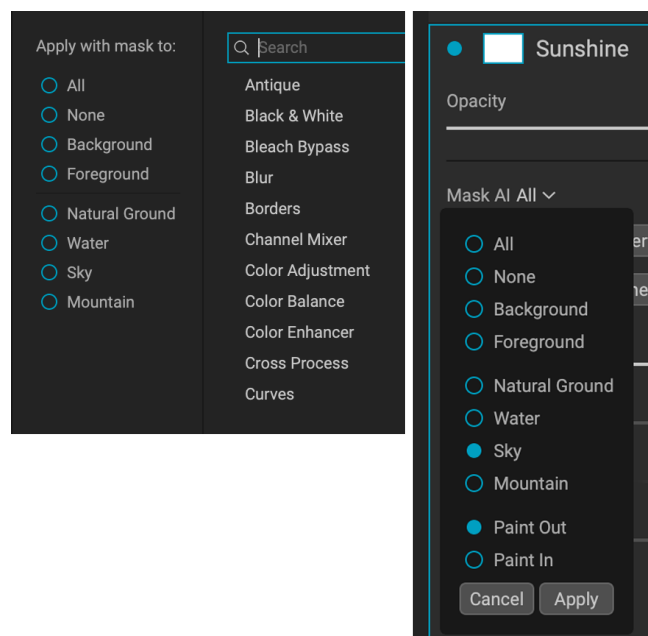 Apply with mask to:
All
None
Background
Foreground
Natural Ground
Water
Sky
Mountain
Search
Antique
Black & White
Bleach Bypass
Blur
Borders
Channel Mixer
Color Adjustment
Color Balance
Color Enhancer
Cross Process
Curves
Sunshine
Opacity
Mask AI All
All
None
Background
Foreground
Natural Ground
Water
Sky
Mountain
Paint Out
Paint In
Cancel Apply